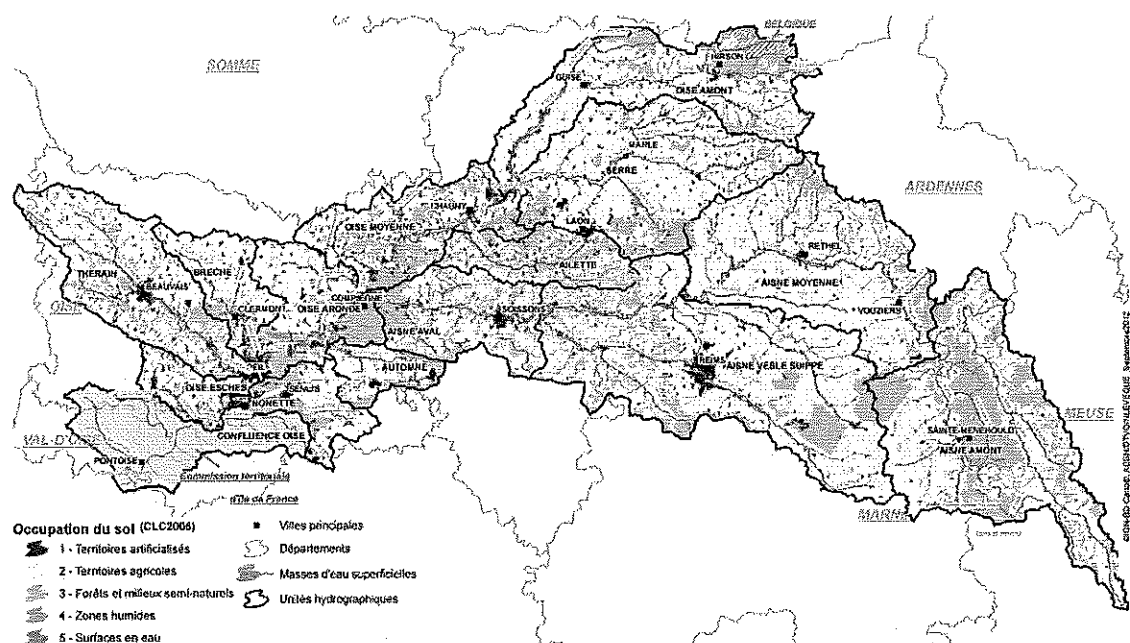 BELGIQUE
SOMME
HIRSON
GUISE
OISE AMONT
MARLE
SERRE
ARDENNES
CHAUNY
LAON
OISE MOYENNE
RETHEL
THERAIN
BRECHE
AILETTE
BEAUVAIS
AISNE MOYENNE
COMPIEGNE
CLERMONT
OISE ARONDE
SOISSONS
VOUZIERS
AISNE AVAL
REIMS
AISNE VESLE SUIPPE
AUTOMNE
OISE ESCHES
SENLIS
NONETTE
MEUSE
SAINTE-MENEHOULD
CONFLUENCE OISE
AISNE AMONT
PONTOISE
Commission territoriale
d'Ile de France
MARNE
Occupation du sol (CLC2006)
1 - Territoires artificialisés
2 - Territoires agricoles
3 - Forêts et milieux semi-naturels
4 - Zones humides
5 - Surfaces en eau
Villes principales
Départements
Masses d'eau superficielles
Unités hydrographiques